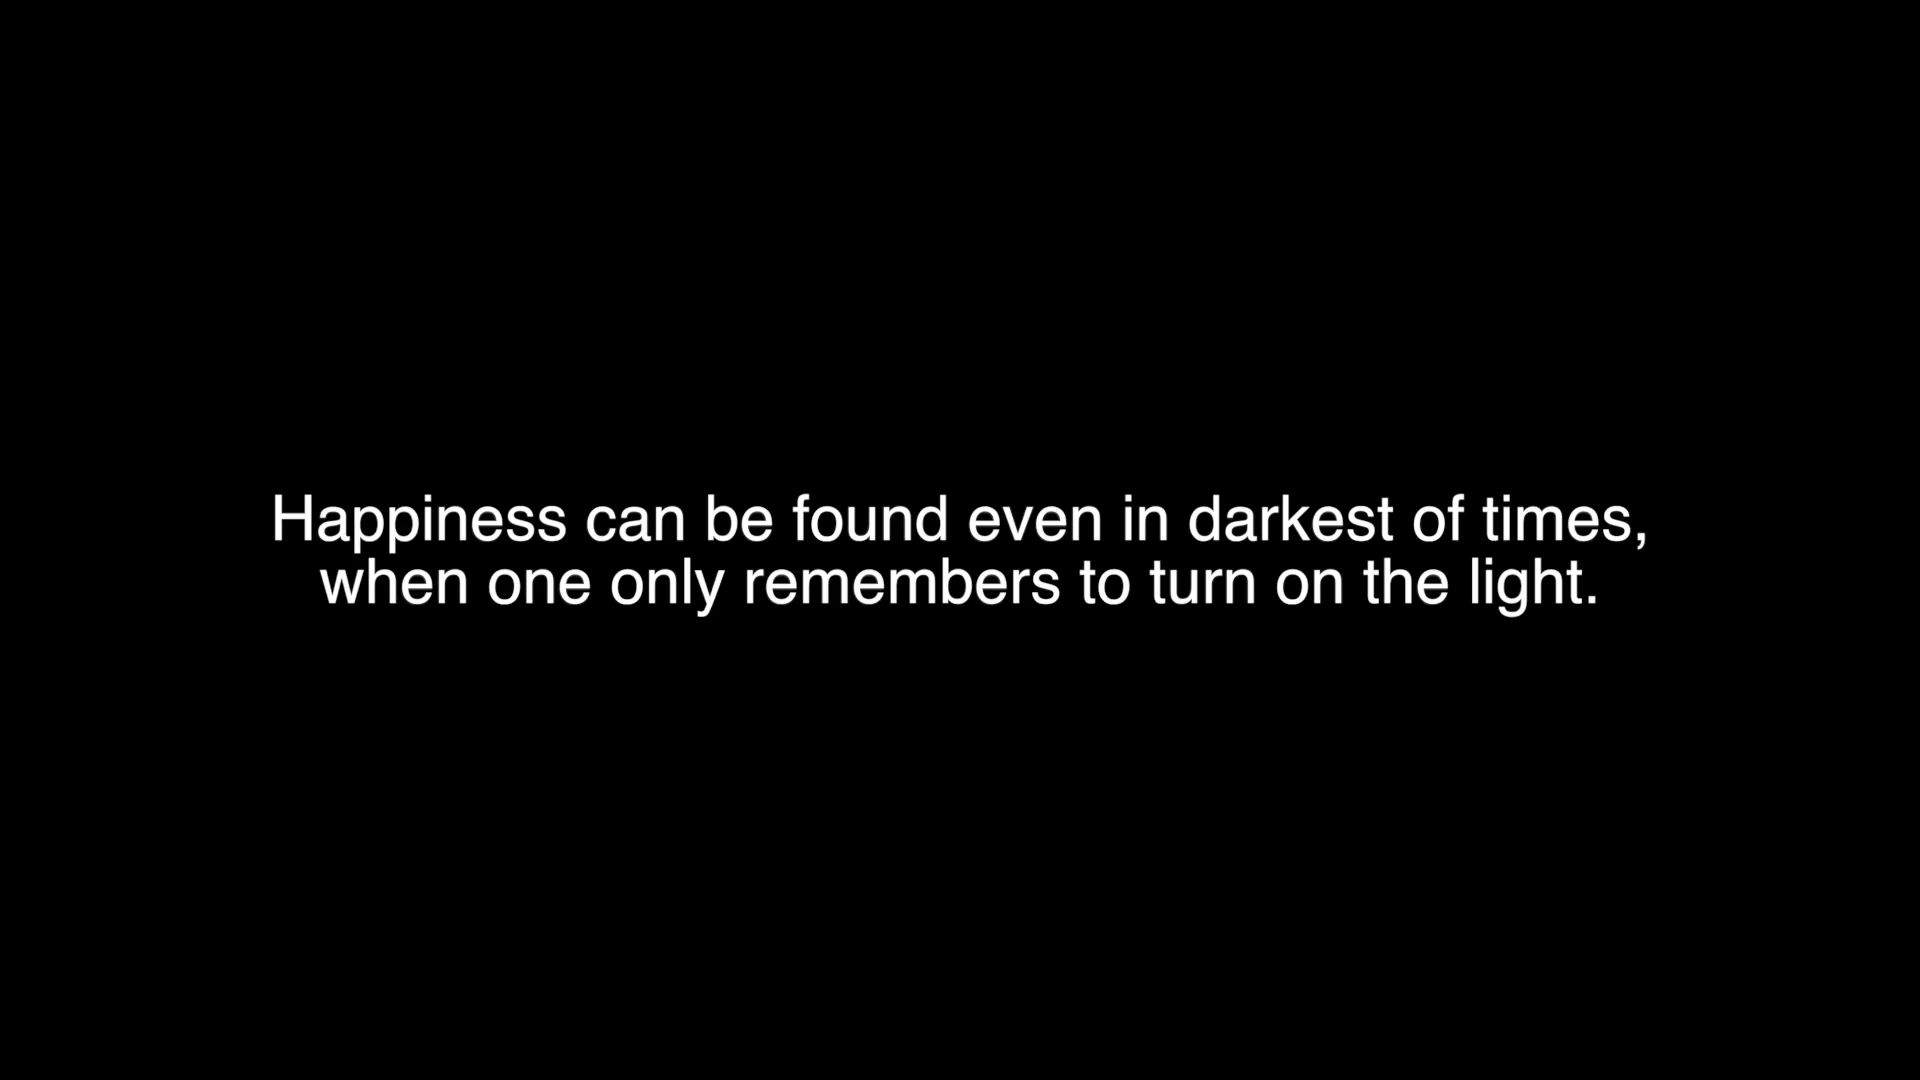 Happiness can be found even in darkest of times,
when one only remembers to turn on the light.